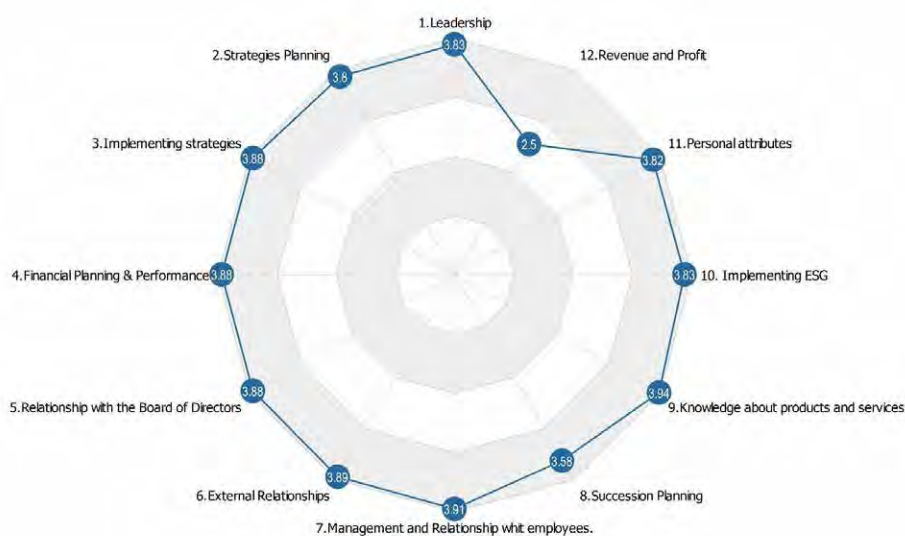 1.Leadership
3.83
2.Strategies Planning
3.8
12.Revenue and Profit
2.5
3.Implementing strategies
3.88
11.Personal attributes
3.82
4.Financial Planning & Performance
3.88
10. Implementing ESG
3.83
5.Relationship with the Board of Directors
3.88
9.Knowledge about products and services
3.94
6.External Relationships
3.89
8.Succession Planning
3.58
7.Management and Relationship whit employees.
3.91